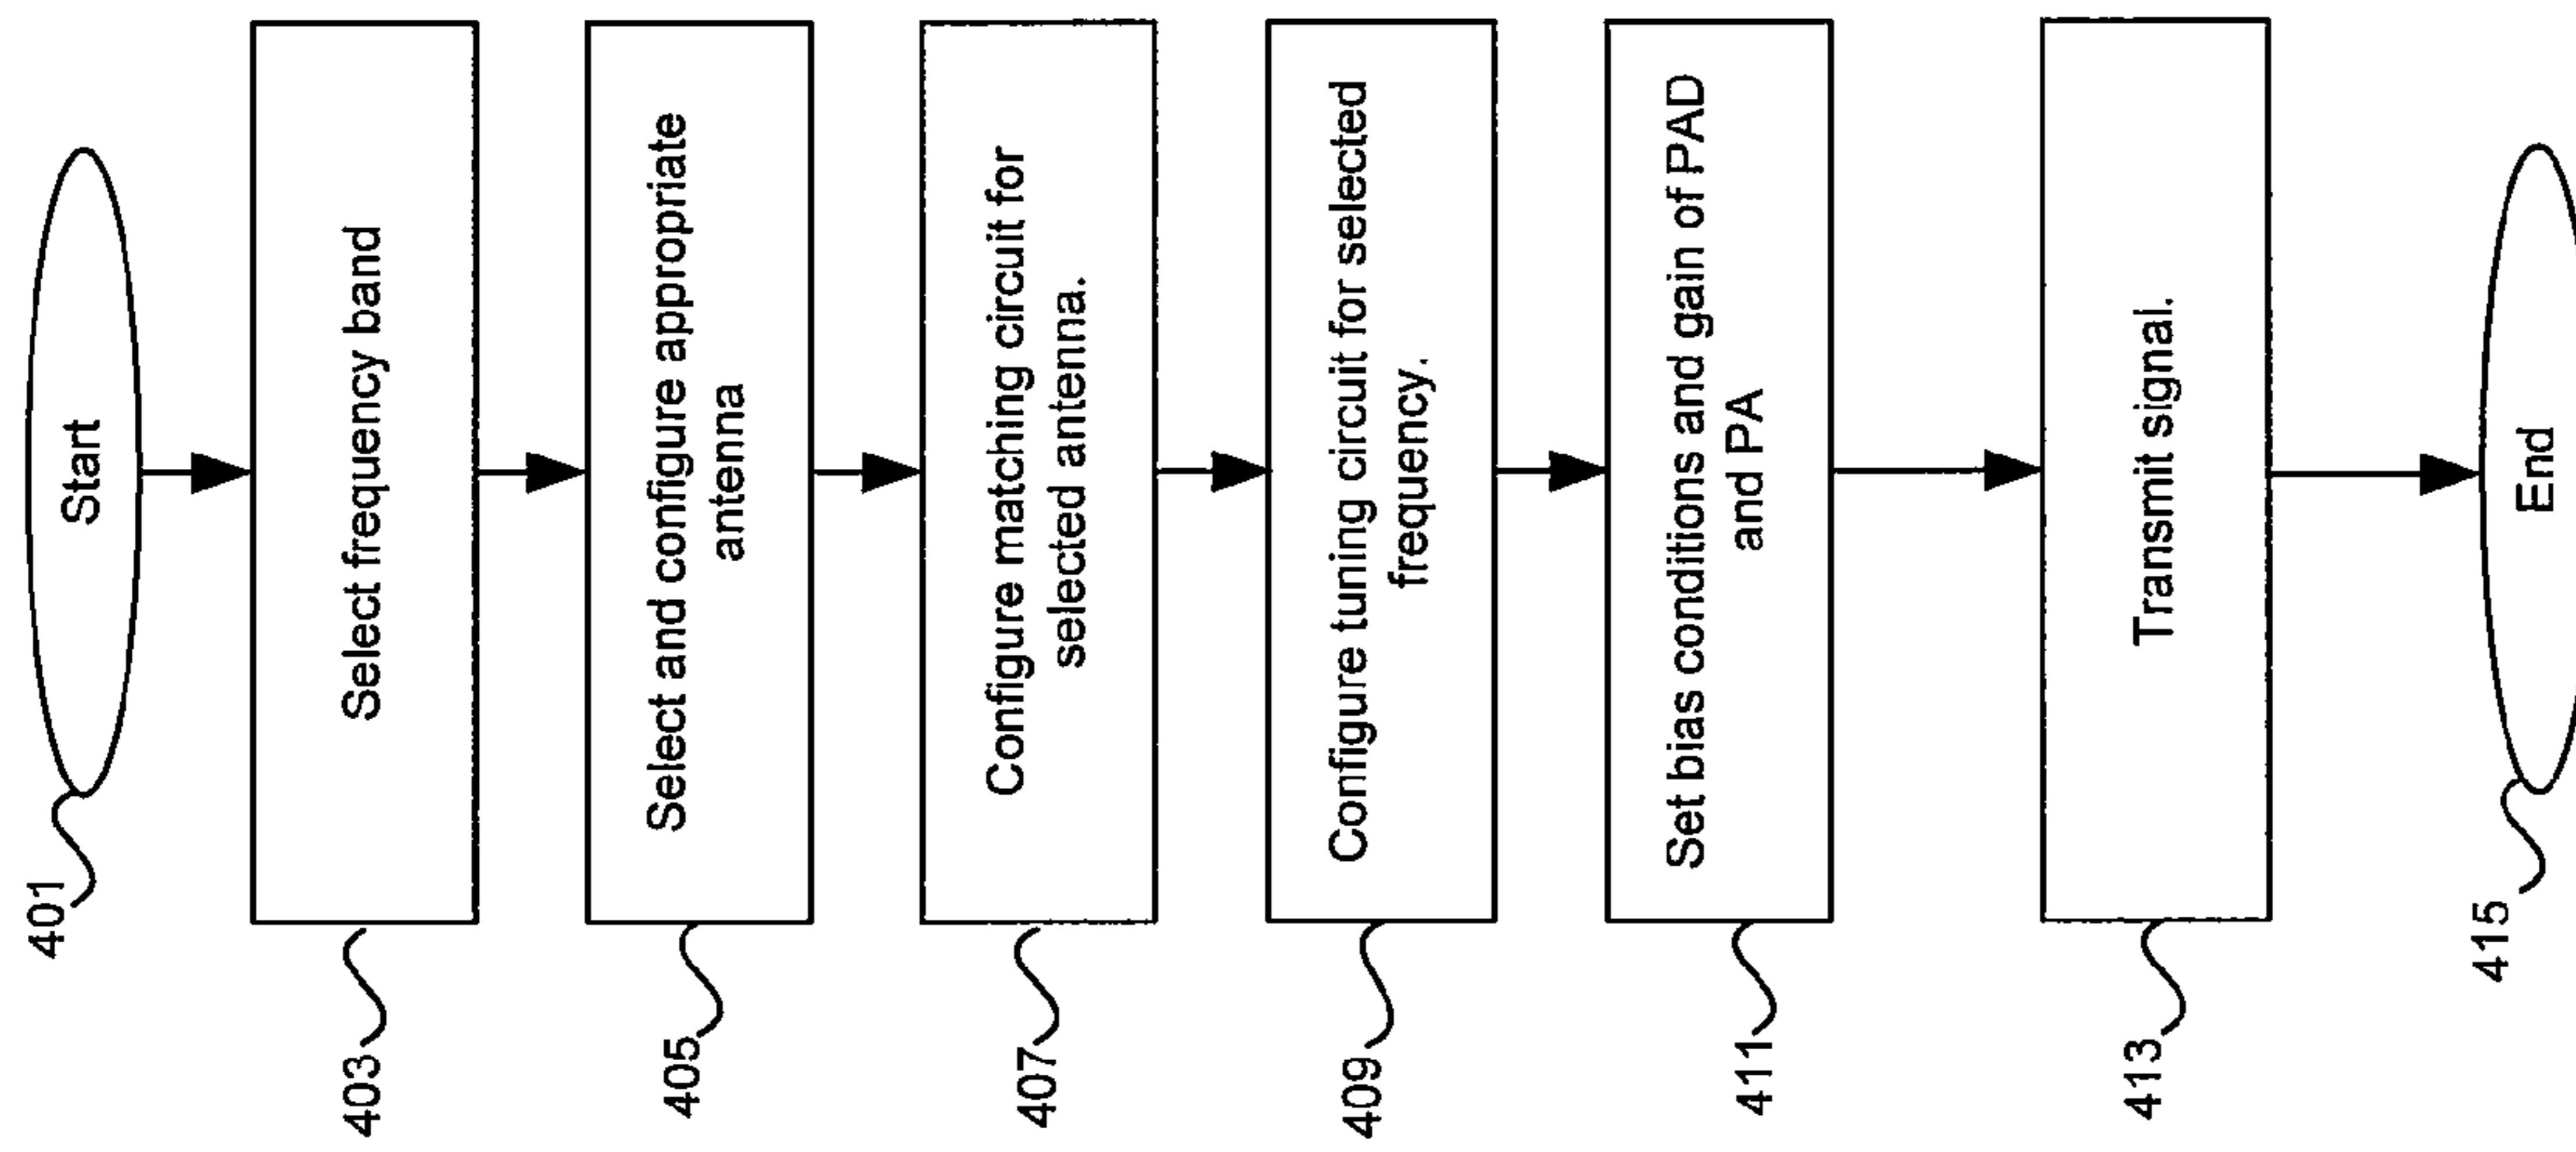 401
Start
403
Select frequency band
405
Select and configure appropriate
antenna
407
Configure matching circuit for
selected antenna.
409
Configure tuning circuit for selected
frequency.
411
Set bias conditions and gain of PAD
and PA
413
Transmit signal.
415
End